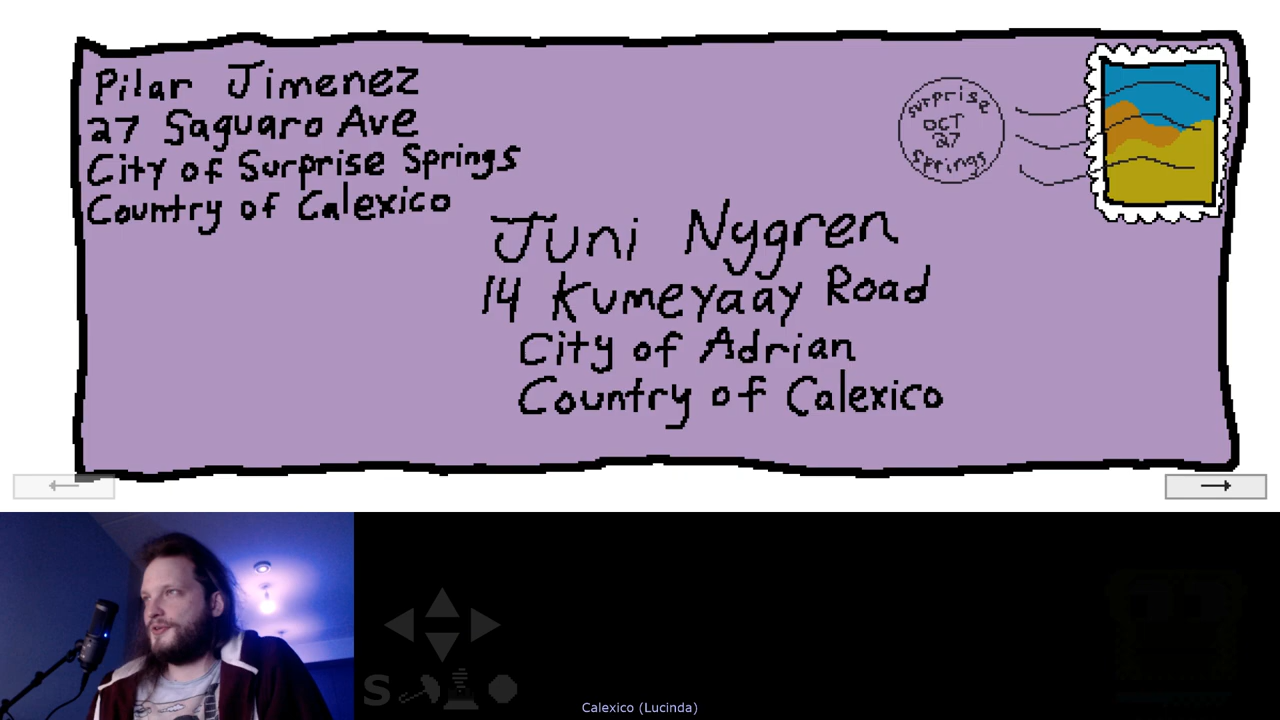 Pilar Jimenez
27 Saguaro Ave
City of Surprise Springs
Country of Calexico
surprise
OCT
27
springs
Juni Nygren
14 Kumeyaay Road
City of Adrian
Country of Calexico
S
Calexico (Lucinda)